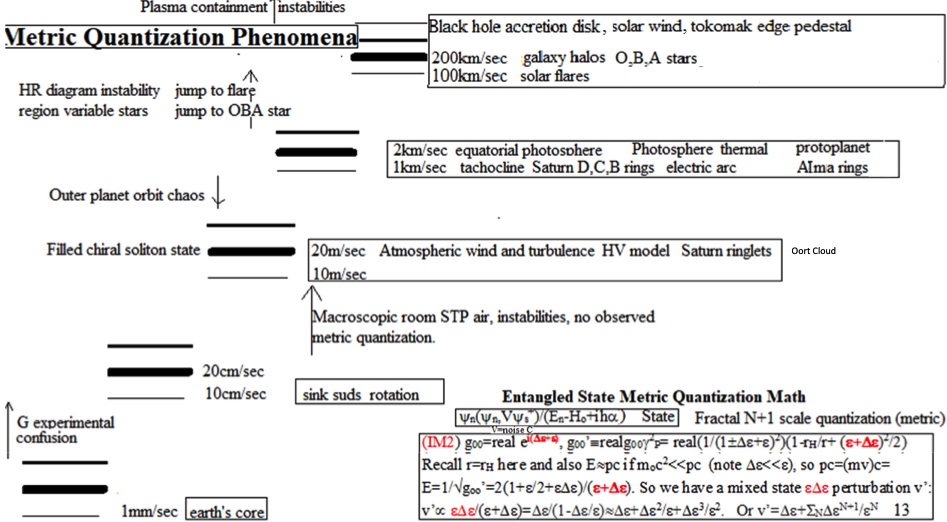 Plasma containment instabilities
Metric Quantization Phenomena
Black hole accretion disk, solar wind, tokomak edge pedestal
200km/sec galaxy halos O,B,A stars
100km/sec solar flares
HR diagram instability jump to flare
region variable stars jump to OBA star
2km/sec equatorial photosphere Photosphere thermal protoplanet
1km/sec tachocline Saturn D,C,B rings electric arc Alma rings
Outer planet orbit chaos
Filled chiral soliton state
20m/sec Atmospheric wind and turbulence HV model Saturn ringlets
Oort Cloud
10m/sec
Macroscopic room STP air, instabilities, no observed
metric quantization.
20cm/sec
10cm/sec
sink suds rotation
G experimental
confusion
1mm/sec earth's core
Entangled State Metric Quantization Math
ψₙ(ψₙ,Vψₛ*)/(Eₙ-Hₒ+iħα) State Fractal N+1 scale quantization (metric)
V=noise C
(IM2) g₀₀=real e^i(Δε+ε), g₀₀'≡realg₀₀γ²p= real(1/(1±Δε+ε)²)(1-rH/r+ (ε+Δε)²/2)
Recall r=rH here and also E≈pc if m₀c²<<pc (note Δε<<ε), so pc=(mv)c=
E=1/√g₀₀'=2(1+ε/2+εΔε)/(ε+Δε). So we have a mixed state εΔε perturbation v':
v'∝ εΔε/(ε+Δε)=Δε/(1-Δε/ε)≈Δε+Δε²/ε+Δε³/ε². Or v'=Δε+ΣNΔε^N+1/ε^N 13